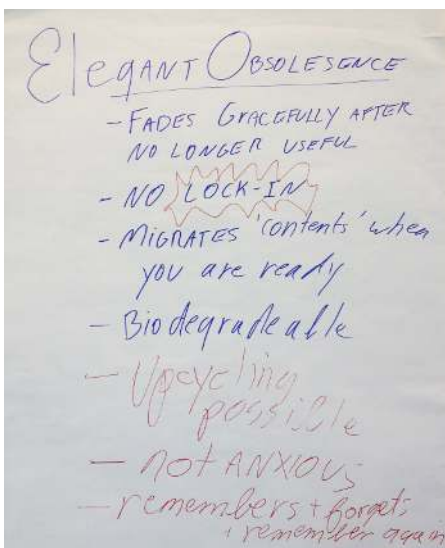 Elegant Obsolesence
- Fades Gracefully after
no longer useful
- NO LOCK-IN
- Migrates 'contents' when
you are ready
- Biodegradeable
- Upcycling
possible
- not ANXIOUS
- remembers + forgets
+ remember again